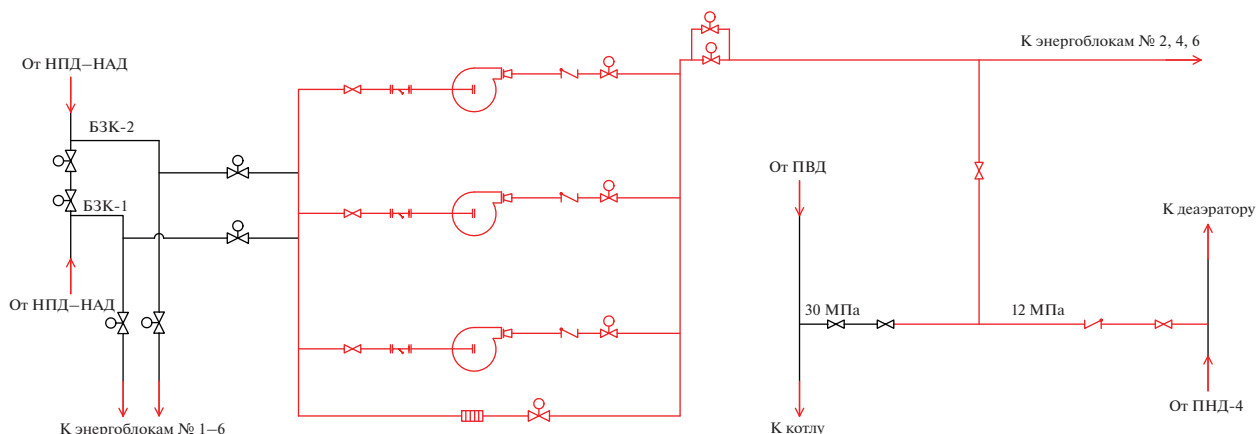 К энергоблокам № 2, 4, 6
От НПД–НАД
БЗК-2
От ПВД
БЗК-1
К деаэратору
От НПД–НАД
30 МПа
12 МПа
От ПНД-4
К энергоблокам № 1–6
К котлу